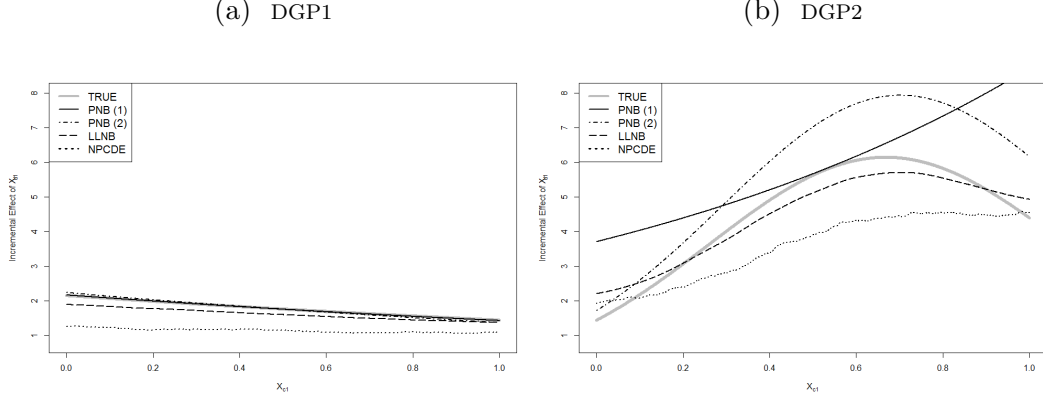 (a) DGP1
TRUE
PNB (1)
PNB (2)
LLNB
NPCDE
8
7
6
5
4
3
2
1
Incremental Effect of X
0.0 0.2 0.4 0.6 0.8 1.0
Xc1
(b) DGP2
TRUE
PNB (1)
PNB (2)
LLNB
NPCDE
8
7
6
5
4
3
2
1
Incremental Effect of X
0.0 0.2 0.4 0.6 0.8 1.0
Xc1